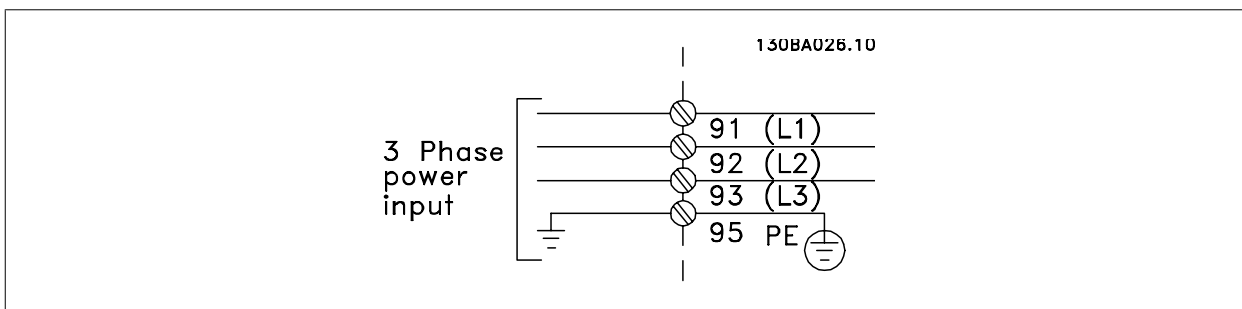 130BA026.10
3 Phase
power
input
91 (L1)
92 (L2)
93 (L3)
95 PE